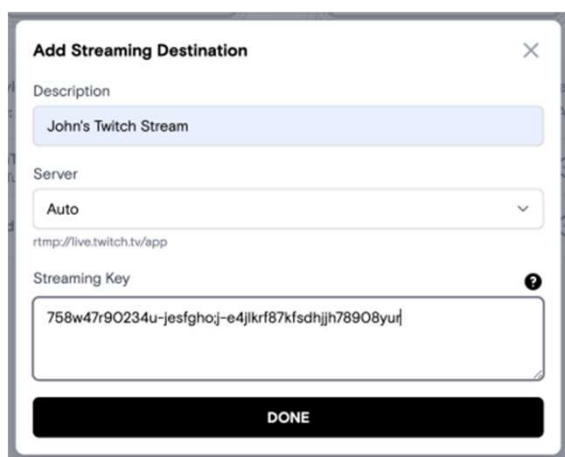 Add Streaming Destination
Description
John's Twitch Stream
Server
Auto
rtmp://live.twitch.tv/app
Streaming Key
758w47r90234u-jesfgho;j-e4jlkrf87kfsdhjjh78908yur
DONE